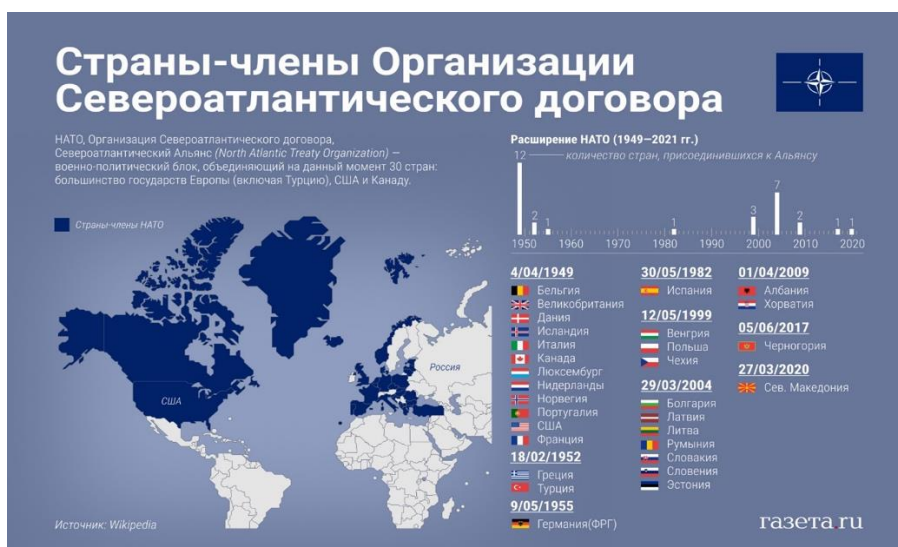 Страны-члены Организации
Североатлантического договора
НАТО, Организация Североатлантического договора,
Североатлантический Альянс (North Atlantic Treaty Organization) —
военно-политический блок, объединяющий на данный момент 30 стран:
большинство государств Европы (включая Турцию), США и Канаду.
Страны-члены НАТО
США
Россия
Источник: Wikipedia
Расширение НАТО (1949—2021 гг.)
12
количество стран, присоединившихся к Альянсу
2
1
1
3
7
2
1
1
1950 1960 1970 1980 1990 2000 2010 2020
4/04/1949
Бельгия
Великобритания
Дания
Исландия
Италия
Канада
Люксембург
Нидерланды
Норвегия
Португалия
США
Франция
18/02/1952
Греция
Турция
9/05/1955
Германия(ФРГ)
30/05/1982
Испания
12/05/1999
Венгрия
Польша
Чехия
29/03/2004
Болгария
Латвия
Литва
Румыния
Словакия
Словения
Эстония
01/04/2009
Албания
Хорватия
05/06/2017
Черногория
27/03/2020
Сев. Македония
газета.ru